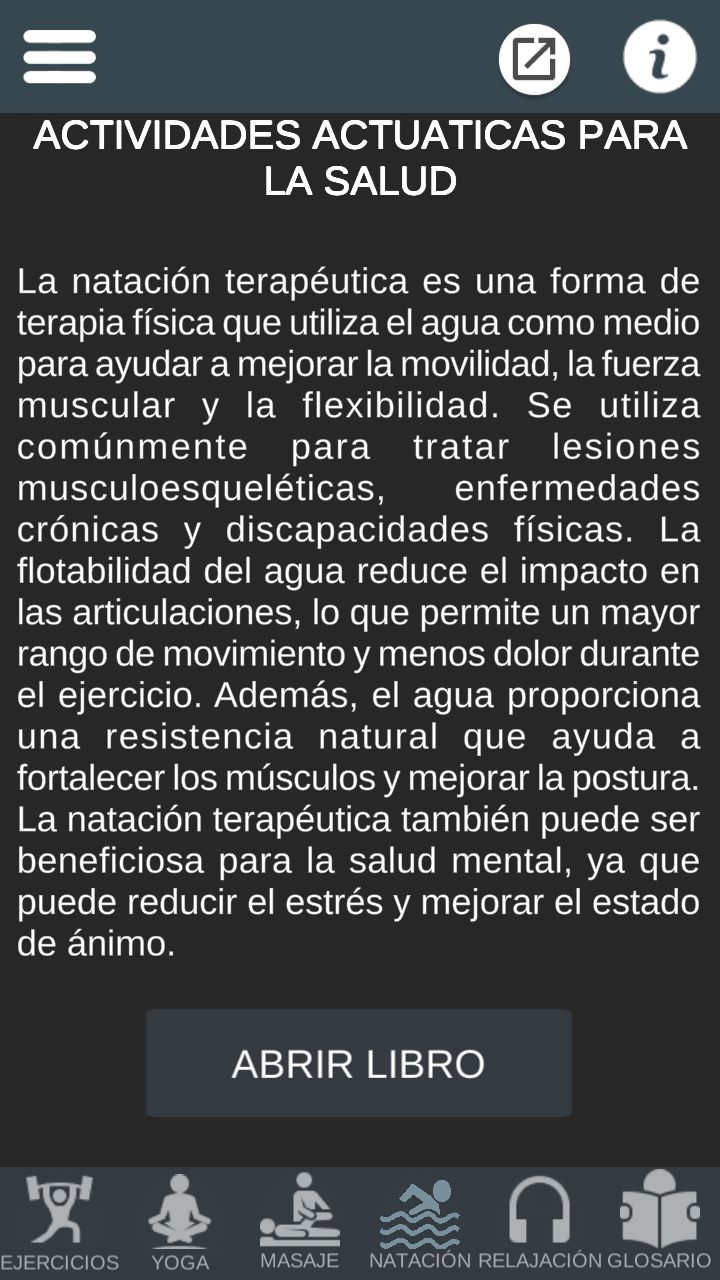 ACTIVIDADES ACTUATICAS PARA
LA SALUD
La natación terapéutica es una forma de
terapia física que utiliza el agua como medio
para ayudar a mejorar la movilidad, la fuerza
muscular y la flexibilidad. Se utiliza
comúnmente para tratar lesiones
musculoesqueléticas, enfermedades
crónicas y discapacidades físicas. La
flotabilidad del agua reduce el impacto en
las articulaciones, lo que permite un mayor
rango de movimiento y menos dolor durante
el ejercicio. Además, el agua proporciona
una resistencia natural que ayuda a
fortalecer los músculos y mejorar la postura.
La natación terapéutica también puede ser
beneficiosa para la salud mental, ya que
puede reducir el estrés y mejorar el estado
de ánimo.
ABRIR LIBRO
EJERCICIOS YOGA MASAJE NATACIÓN RELAJACIÓN GLOSARIO